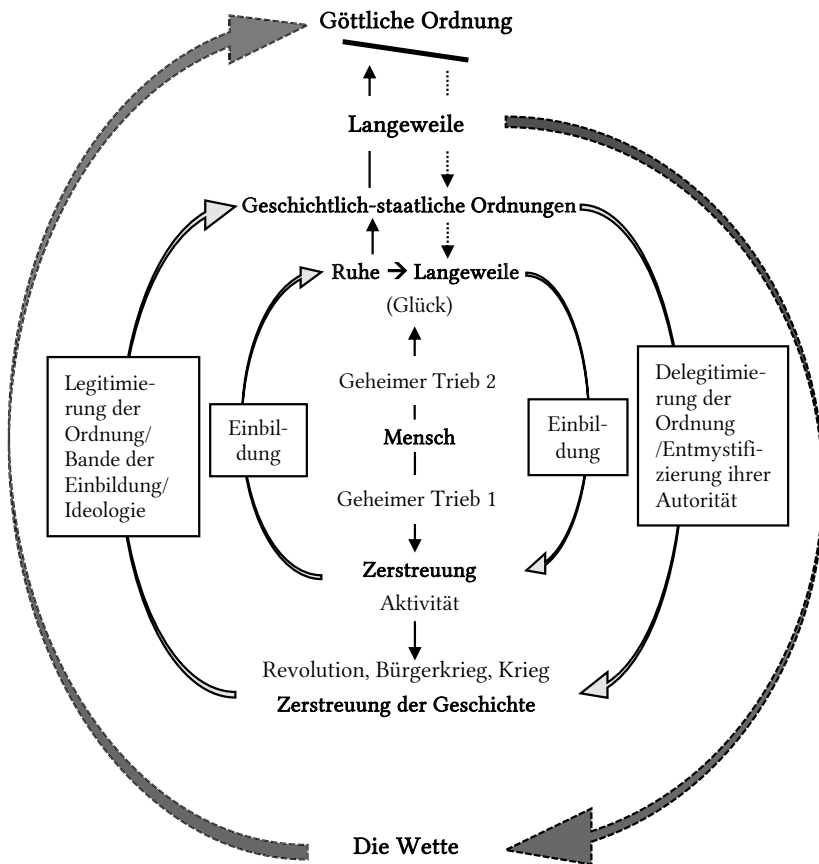 Göttliche Ordnung
Langeweile
Geschichtlich-staatliche Ordnungen
Ruhe → Langeweile
(Glück)
Geheimer Trieb 2
Mensch
Geheimer Trieb 1
Zerstreuung
Aktivität
Revolution, Bürgerkrieg, Krieg
Zerstreuung der Geschichte
Die Wette
Legitimie-
rung der
Ordnung/
Bande der
Einbildung/
Ideologie
Einbil-
dung
Einbil-
dung
Delegitimie-
rung der
Ordnung
/Entmystifi-
zierung ihrer
Autorität